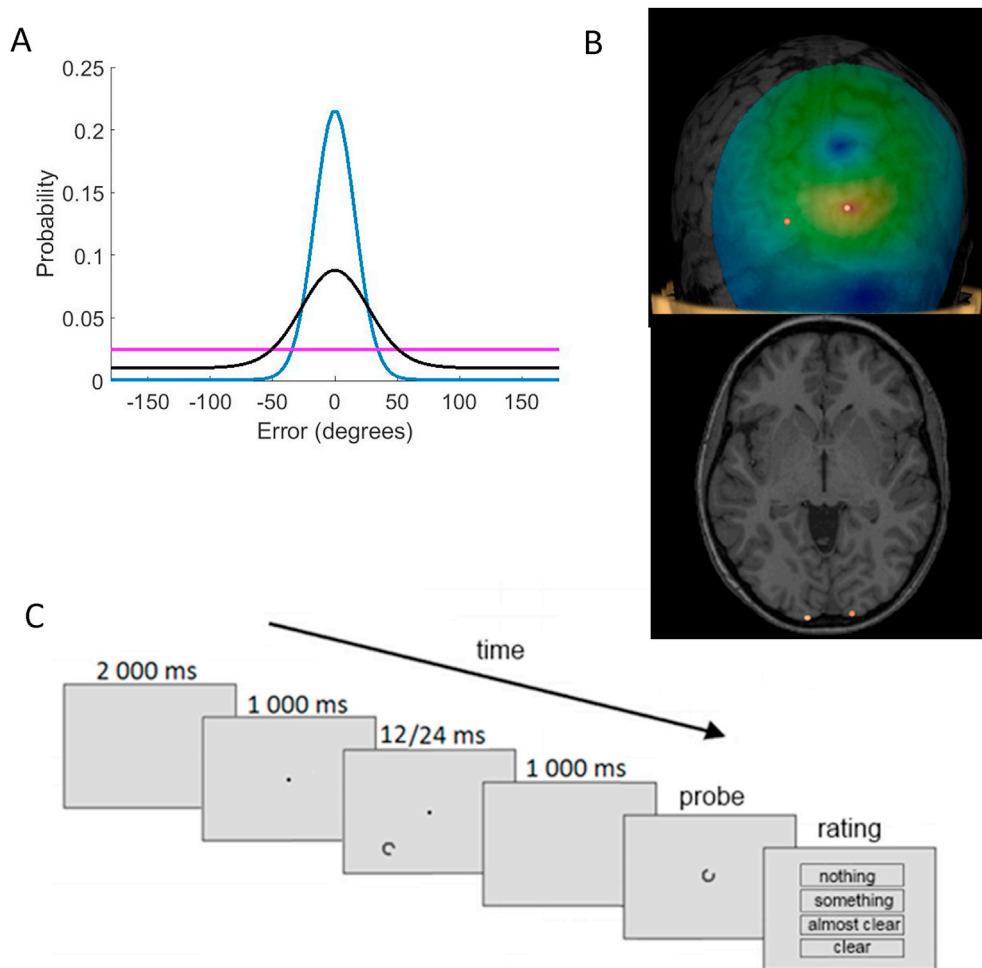 A
0.25
0.2
0.15
0.1
0.05
0
Probability
-150 -100 -50 0 50 100 150
Error (degrees)
B
C
time
2 000 ms
1 000 ms
12/24 ms
1 000 ms
probe
rating
nothing
something
almost clear
clear